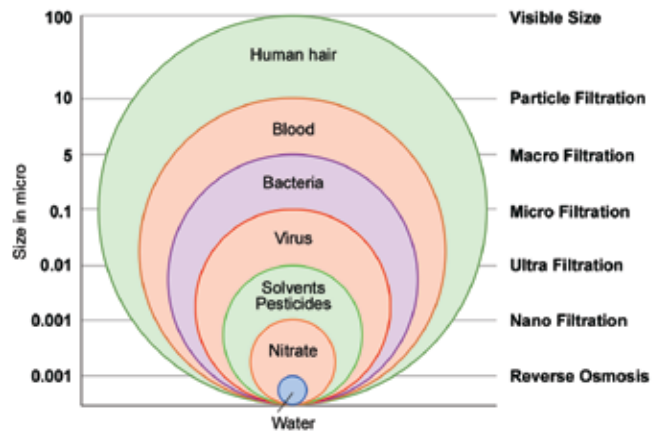 100
Visible Size
Human hair
10
Particle Filtration
Blood
5
Macro Filtration
Bacteria
0.1
Micro Filtration
Size in micro
Virus
0.01
Ultra Filtration
Solvents
Pesticides
0.001
Nano Filtration
Nitrate
0.001
Reverse Osmosis
Water